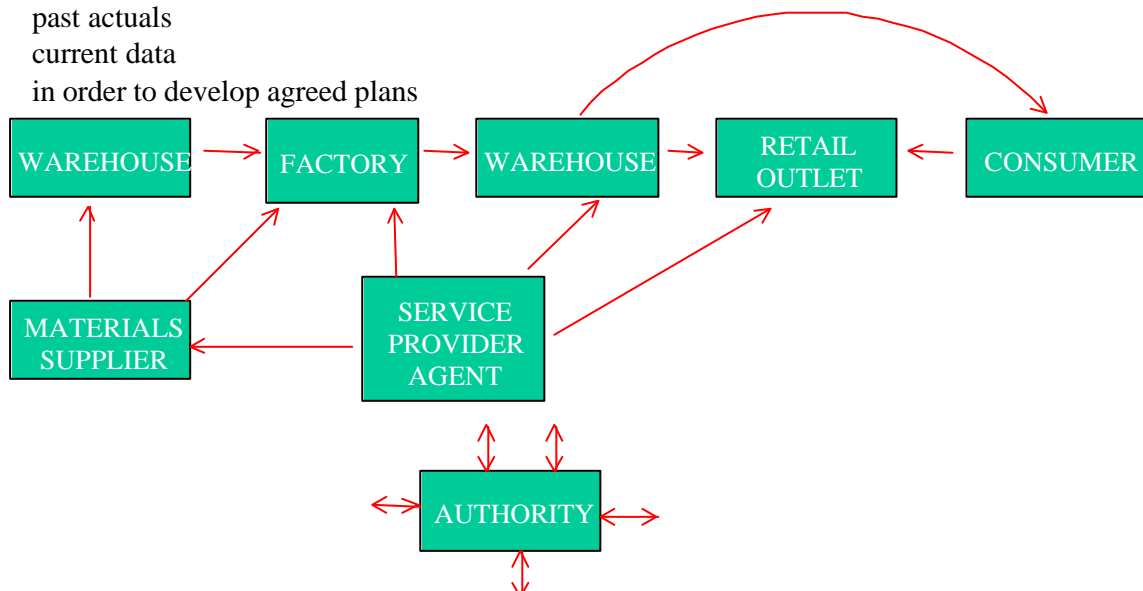 past actuals
current data
in order to develop agreed plans
WAREHOUSE
FACTORY
WAREHOUSE
RETAIL
OUTLET
CONSUMER
MATERIALS
SUPPLIER
SERVICE
PROVIDER
AGENT
AUTHORITY